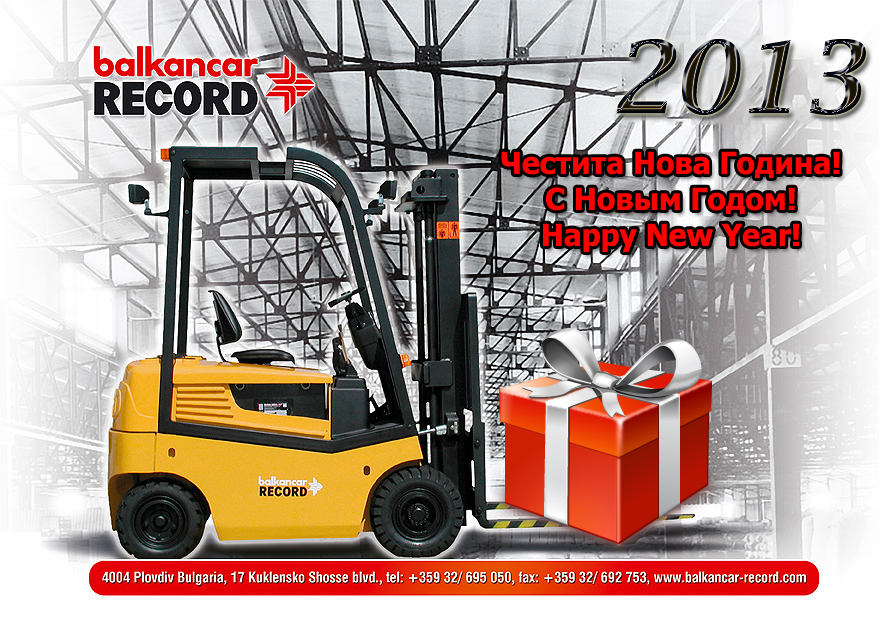 balkancar
RECORD
2013
Честита Нова Година!
С Новым Годом!
Happy New Year!
80
balkancar
RECORD
4004 Plovdiv Bulgaria, 17 Kuklensko Shosse blvd., tel: +359 32/ 695 050, fax: +359 32/ 692 753, www.balkancar-record.com